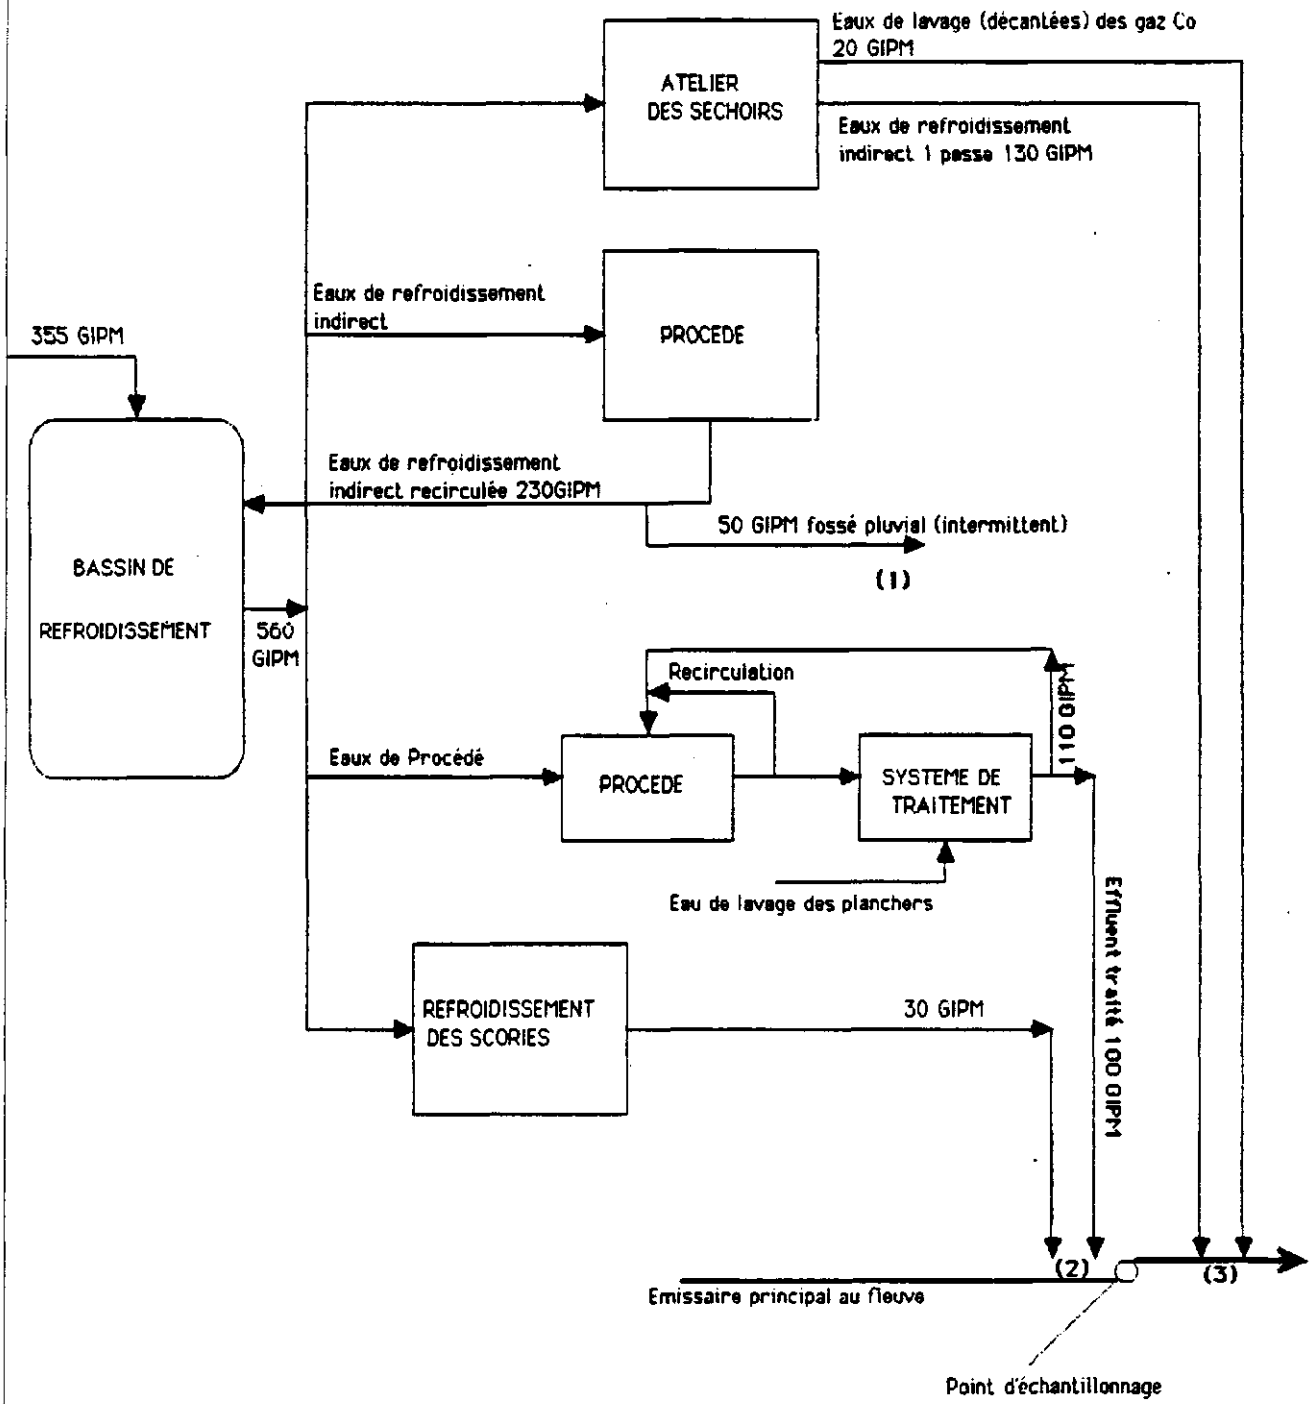 Eaux de lavage (décantées) des gaz Co
20 GIPM
ATELIER
DES SECHOIRS
Eaux de refroidissement
indirect 1 passe 130 GIPM
Eaux de refroidissement
indirect
PROCEDE
355 GIPM
Eaux de refroidissement
indirect recirculée 230GIPM
50 GIPM fossé pluvial (intermittent)
(1)
BASSIN DE
REFROIDISSEMENT
560
GIPM
Recirculation
110 GIPM
Eaux de Procédé
PROCEDE
SYSTEME DE
TRAITEMENT
Eau de lavage des planchers
Effluent traité 100 GIPM
REFROIDISSEMENT
DES SCORIES
30 GIPM
(2)
(3)
Emissaire principal au fleuve
Point d'échantillonnage